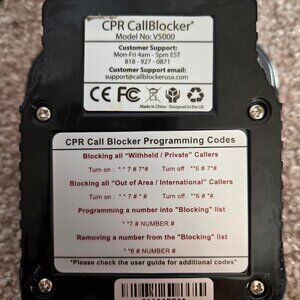 CPR CallBlocker®
Model No: V5000
Customer Support:
Mon-Fri 4am - 5pm EST
818 - 927 - 0871
Customer Support email:
support@callblockerusa.com
CE FC
Made in China - Designed in the UK
CPR Call Blocker Programming Codes
Blocking all "Withheld / Private" Callers
Turn on : * * 7 # 7*# Turn off : **6 # 7*#
Blocking all "Out of Area / International" Callers
Turn on : * * 7 # * # Turn off : **6 # *#
Programming a number into "Blocking" list
**7 # NUMBER #
Removing a number from the "Blocking" list
**6 # NUMBER #
*Please check the user guide for additional codes*